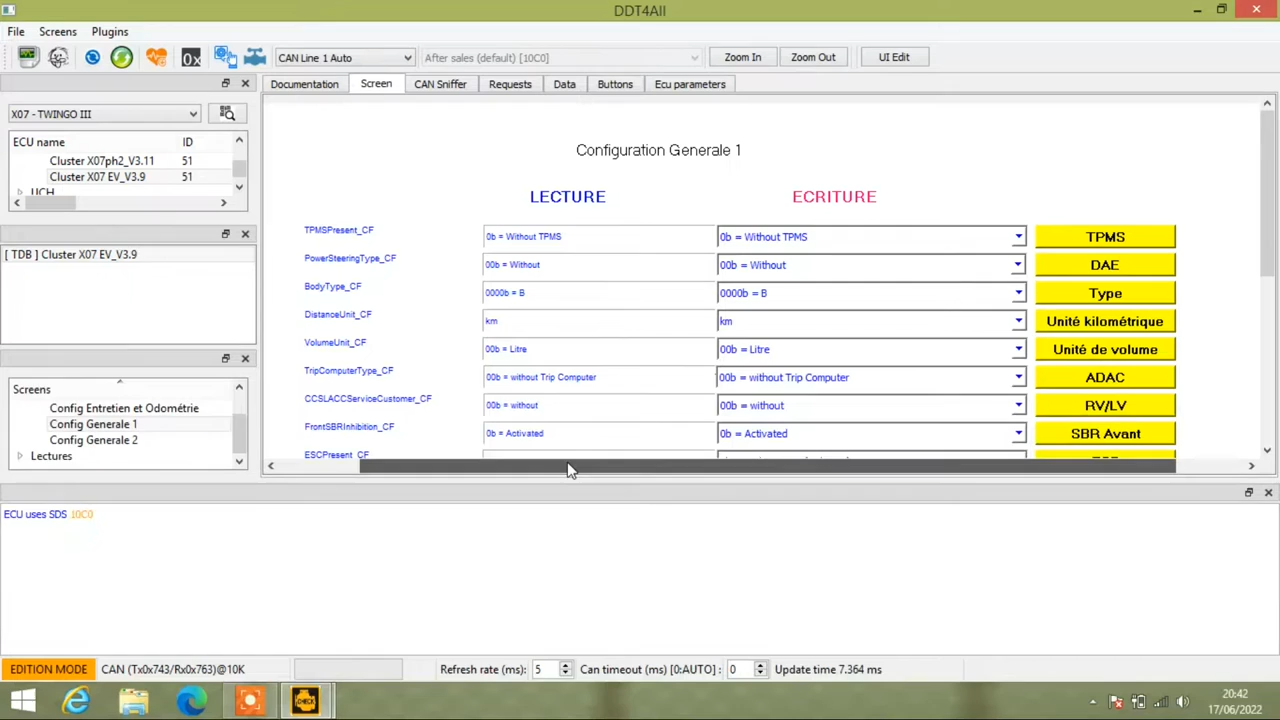 DDT4All
File Screens Plugins
CAN Line 1 Auto After sales (default) [10C0] Zoom In Zoom Out UI Edit
Documentation Screen CAN Sniffer Requests Data Buttons Ecu parameters
X07 - TWINGO III
ECU name ID
Cluster X07ph2_V3.11 51
Cluster X07 EV_V3.9 51
UCH
[ TDB ] Cluster X07 EV_V3.9
Screens
Config Entretien et Odométrie
Config Generale 1
Config Generale 2
Lectures
Configuration Generale 1
LECTURE ECRITURE
TPMSPresent_CF 0b = Without TPMS 0b = Without TPMS TPMS
PowerSteeringType_CF 00b = Without 00b = Without DAE
BodyType_CF 0000b = B 0000b = B Type
DistanceUnit_CF km km Unité kilométrique
VolumeUnit_CF 00b = Litre 00b = Litre Unité de volume
TripComputerType_CF 00b = without Trip Computer 00b = without Trip Computer ADAC
CCSLACCServiceCustomer_CF 00b = without 00b = without RV/LV
FrontSBRInhibition_CF 0b = Activated 0b = Activated SBR Avant
ESCPresent_CF
ECU uses SDS 10C0
EDITION MODE CAN (Tx0x743/Rx0x763)@10K Refresh rate (ms): 5 Can timeout (ms) [0:AUTO] : 0 Update time 7.364 ms
CHECK
20:42
17/06/2022